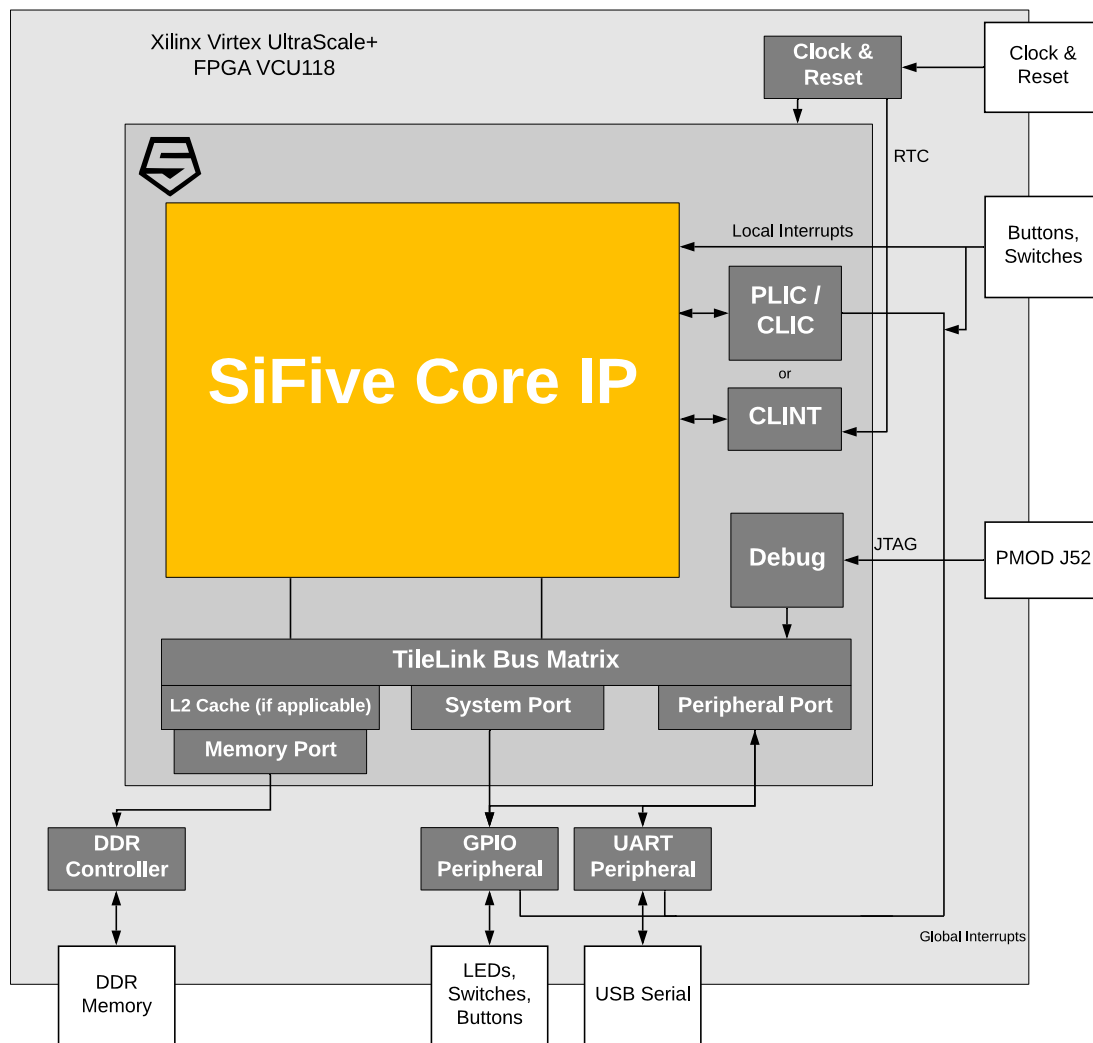 Xilinx Virtex UltraScale+
FPGA VCU118
Clock &
Reset
Clock &
Reset
RTC
Local Interrupts
Buttons,
Switches
PLIC /
CLIC
or
CLINT
SiFive Core IP
Debug
JTAG
PMOD J52
TileLink Bus Matrix
L2 Cache (if applicable)
System Port
Peripheral Port
Memory Port
DDR
Controller
GPIO
Peripheral
UART
Peripheral
Global Interrupts
DDR
Memory
LEDs,
Switches,
Buttons
USB Serial